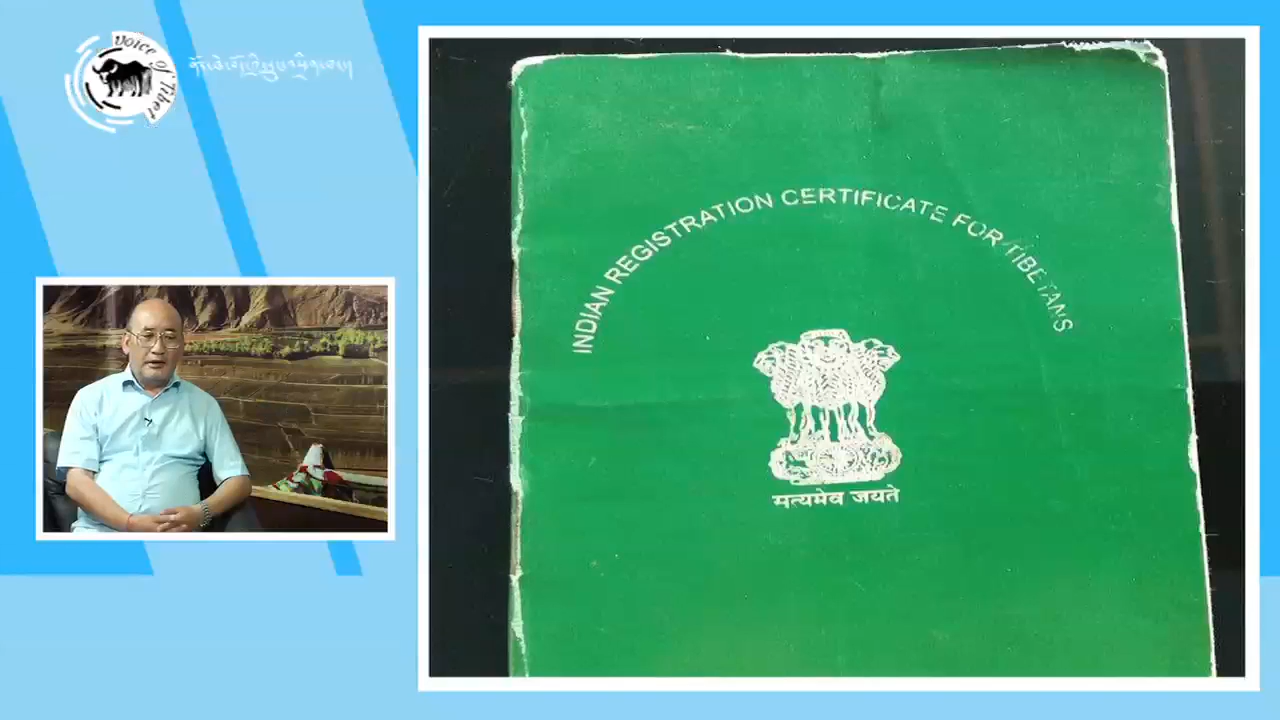 Voice of Tibet
INDIAN REGISTRATION CERTIFICATE FOR TIBETANS
सत्यमेव जयते